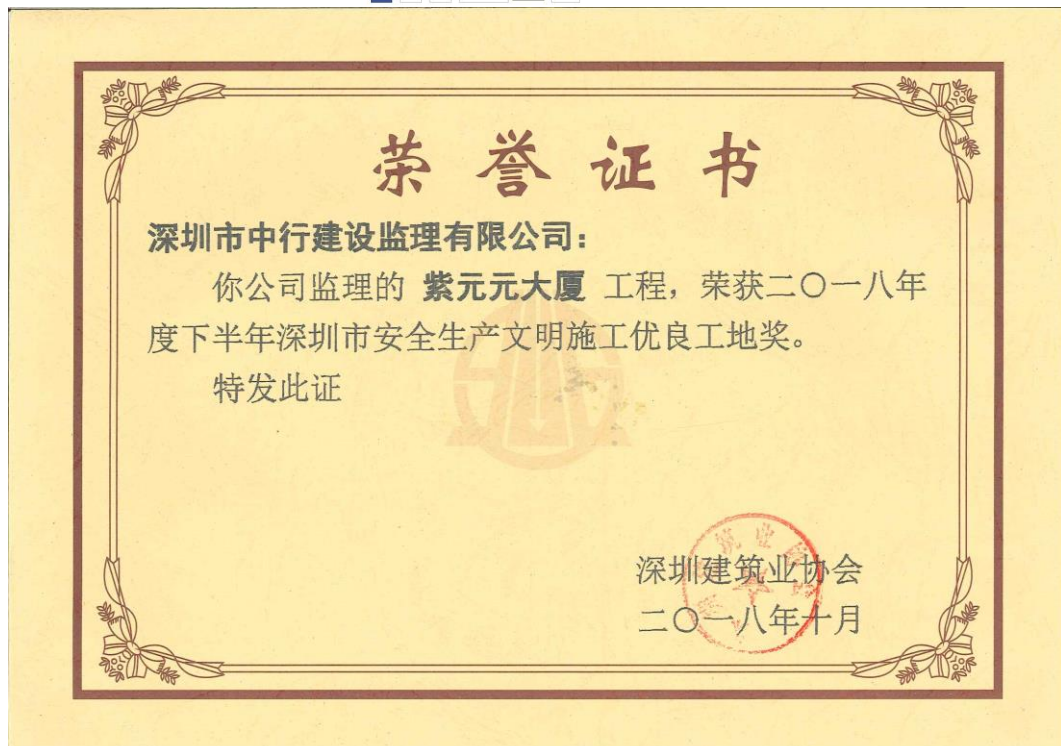 荣誉证书
深圳市中行建设监理有限公司：
你公司监理的 紫元元大厦 工程，荣获二〇一八年
度下半年深圳市安全生产文明施工优良工地奖。
特发此证
深圳建筑业协会
二〇一八年十月